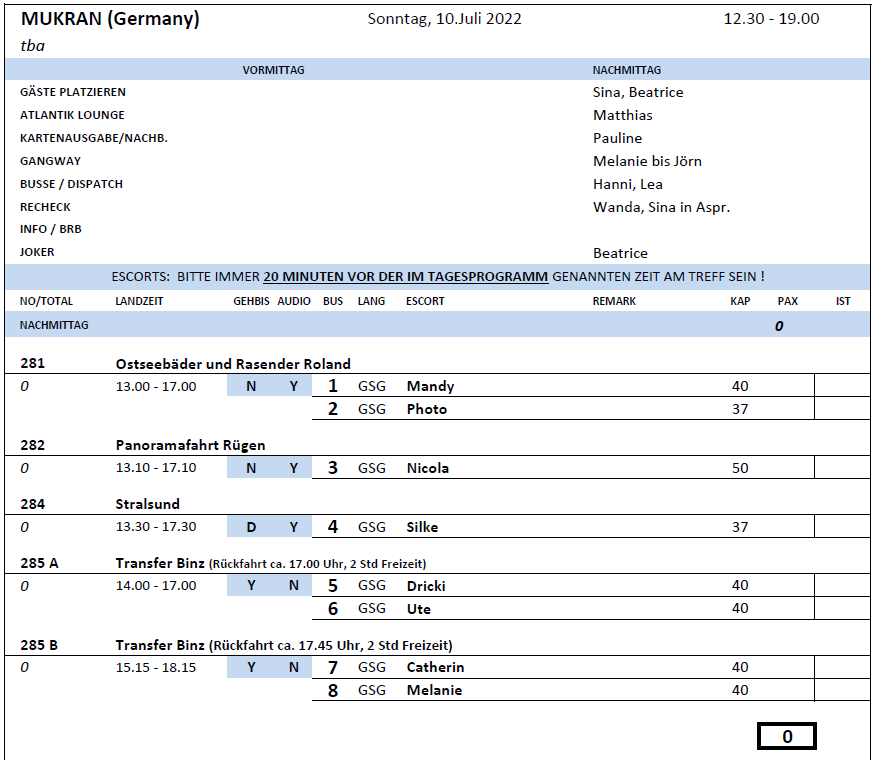 MUKRAN (Germany) Sonntag, 10.Juli 2022 12.30 - 19.00
tba
VORMITTAG NACHMITTAG
GÄSTE PLATZIEREN Sina, Beatrice
ATLANTIK LOUNGE Matthias
KARTENAUSGABE/NACHB. Pauline
GANGWAY Melanie bis Jörn
BUSSE / DISPATCH Hanni, Lea
RECHECK Wanda, Sina in Aspr.
INFO / BRB
JOKER Beatrice
ESCORTS: BITTE IMMER 20 MINUTEN VOR DER IM TAGESPROGRAMM GENANNTEN ZEIT AM TREFF SEIN !
NO/TOTAL LANDZEIT GEHBIS AUDIO BUS LANG ESCORT REMARK KAP PAX IST
NACHMITTAG 0
281 Ostseebäder und Rasender Roland
0 13.00 - 17.00 N Y 1 GSG Mandy 40
2 GSG Photo 37
282 Panoramafahrt Rügen
0 13.10 - 17.10 N Y 3 GSG Nicola 50
284 Stralsund
0 13.30 - 17.30 D Y 4 GSG Silke 37
285 A Transfer Binz (Rückfahrt ca. 17.00 Uhr, 2 Std Freizeit)
0 14.00 - 17.00 Y N 5 GSG Dricki 40
6 GSG Ute 40
285 B Transfer Binz (Rückfahrt ca. 17.45 Uhr, 2 Std Freizeit)
0 15.15 - 18.15 Y N 7 GSG Catherin 40
8 GSG Melanie 40
0